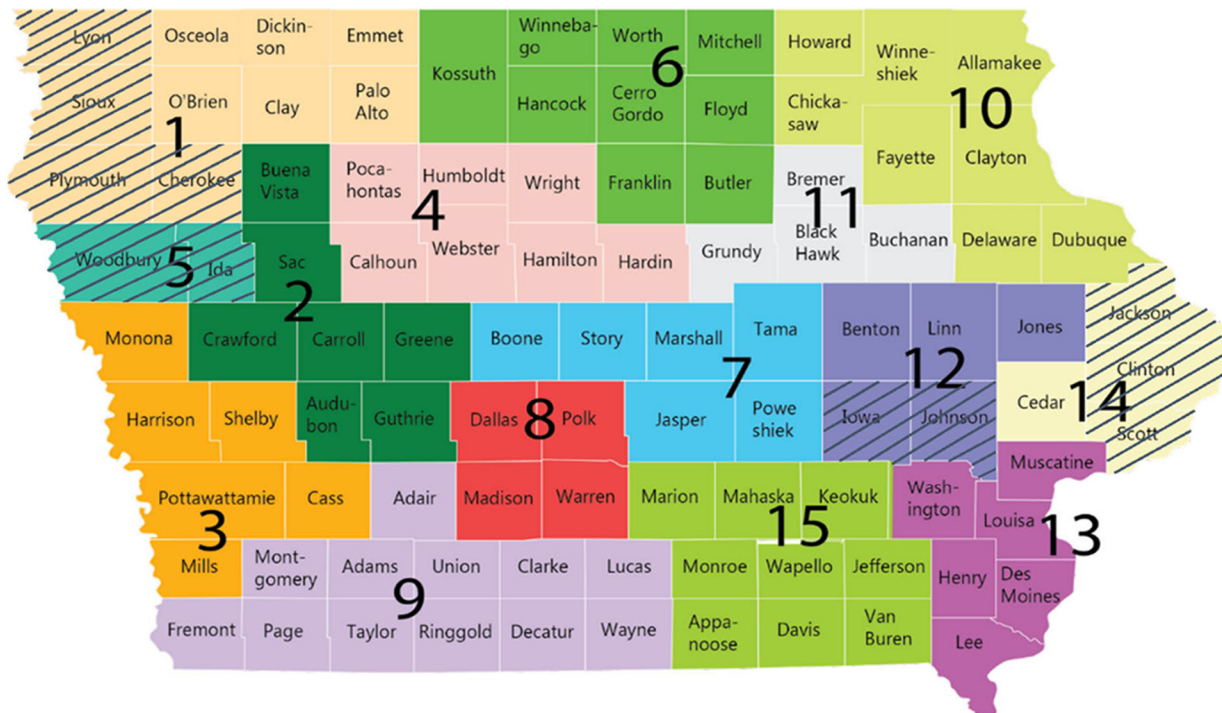 Lyon
Osceola
Dickin-
son
Emmet
Kossuth
Winneba-
go
Worth
Mitchell
Howard
Winne-
shiek
Allamakee
6
Sioux
O'Brien
Clay
Palo
Alto
Hancock
Cerro
Gordo
Floyd
Chicka-
saw
10
1
Plymouth
Cherokee
Buena
Vista
Poca-
hontas
Humboldt
Wright
Franklin
Butler
Bremer
Fayette
Clayton
4
11
Woodbury
Ida
Sac
Calhoun
Webster
Hamilton
Hardin
Grundy
Black
Hawk
Buchanan
Delaware
Dubuque
5
2
Monona
Crawford
Carroll
Greene
Boone
Story
Marshall
Tama
Benton
Linn
Jones
Jackson
7
12
Harrison
Shelby
Audu-
bon
Guthrie
Dallas
Polk
Jasper
Powe
shiek
Iowa
Johnson
Cedar
Clinton
Scott
8
14
Pottawattamie
Cass
Adair
Madison
Warren
Marion
Mahaska
Keokuk
Wash-
ington
Muscatine
Louisa
3
15
13
Mills
Mont-
gomery
Adams
Union
Clarke
Lucas
Monroe
Wapello
Jefferson
Henry
Des
Moines
9
Fremont
Page
Taylor
Ringgold
Decatur
Wayne
Appa-
noose
Davis
Van
Buren
Lee